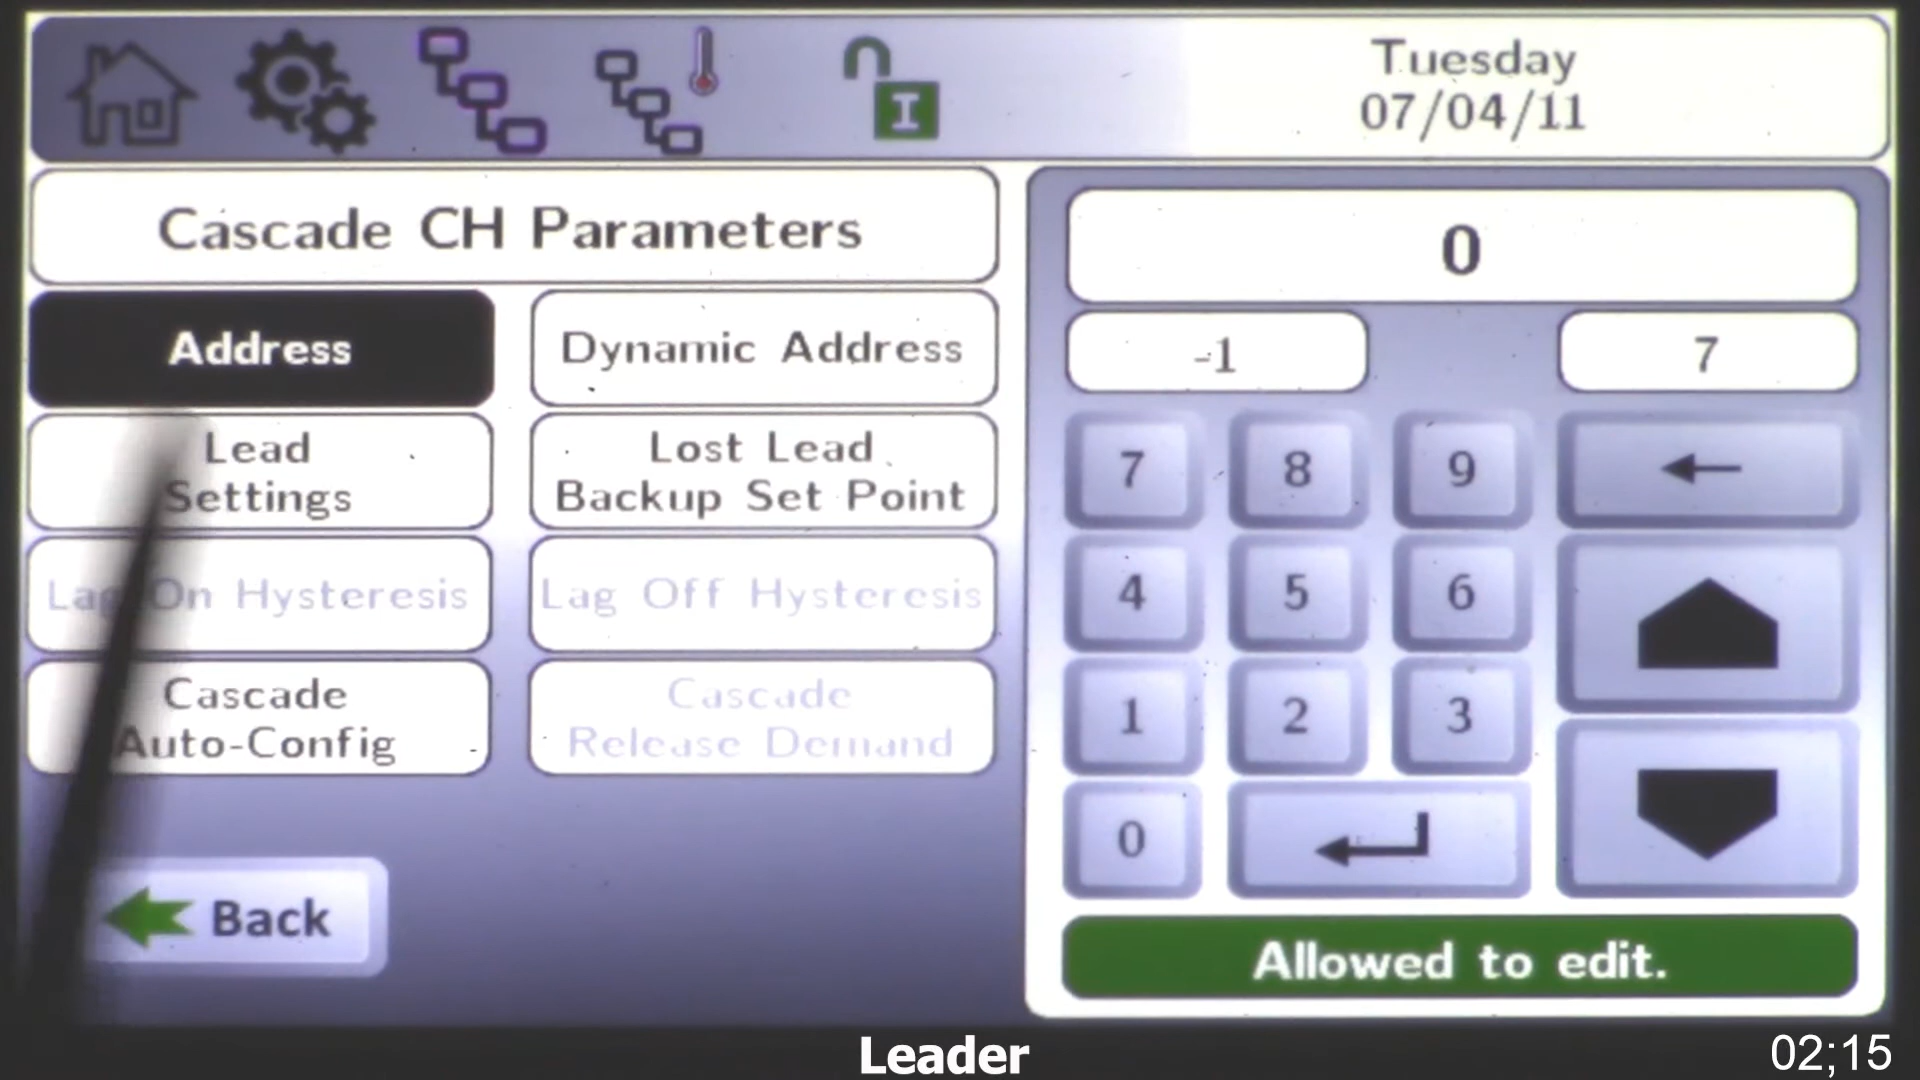 Tuesday
07/04/11
Cascade CH Parameters
Address
Dynamic Address
Lead
Settings
Lost Lead
Backup Set Point
Lag On Hysteresis
Lag Off Hysteresis
Cascade
Auto-Config
Cascade
Release Demand
Back
0
-1
7
7 8 9
4 5 6
1 2 3
0
I
Allowed to edit.
Leader
02;15